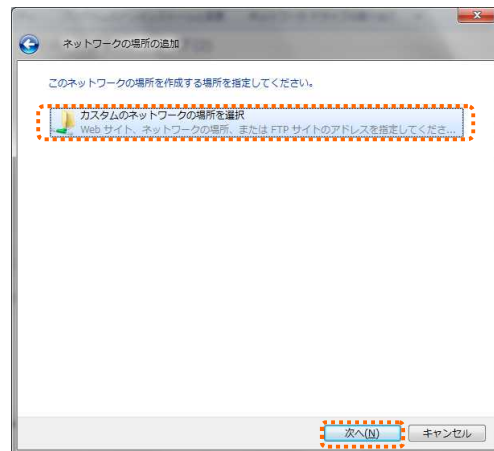 ネットワークの場所の追加
このネットワークの場所を作成する場所を指定してください。
カスタムのネットワークの場所を選択
Web サイト、ネットワークの場所、または FTP サイトのアドレスを指定してくださ...
次へ(N)
キャンセル